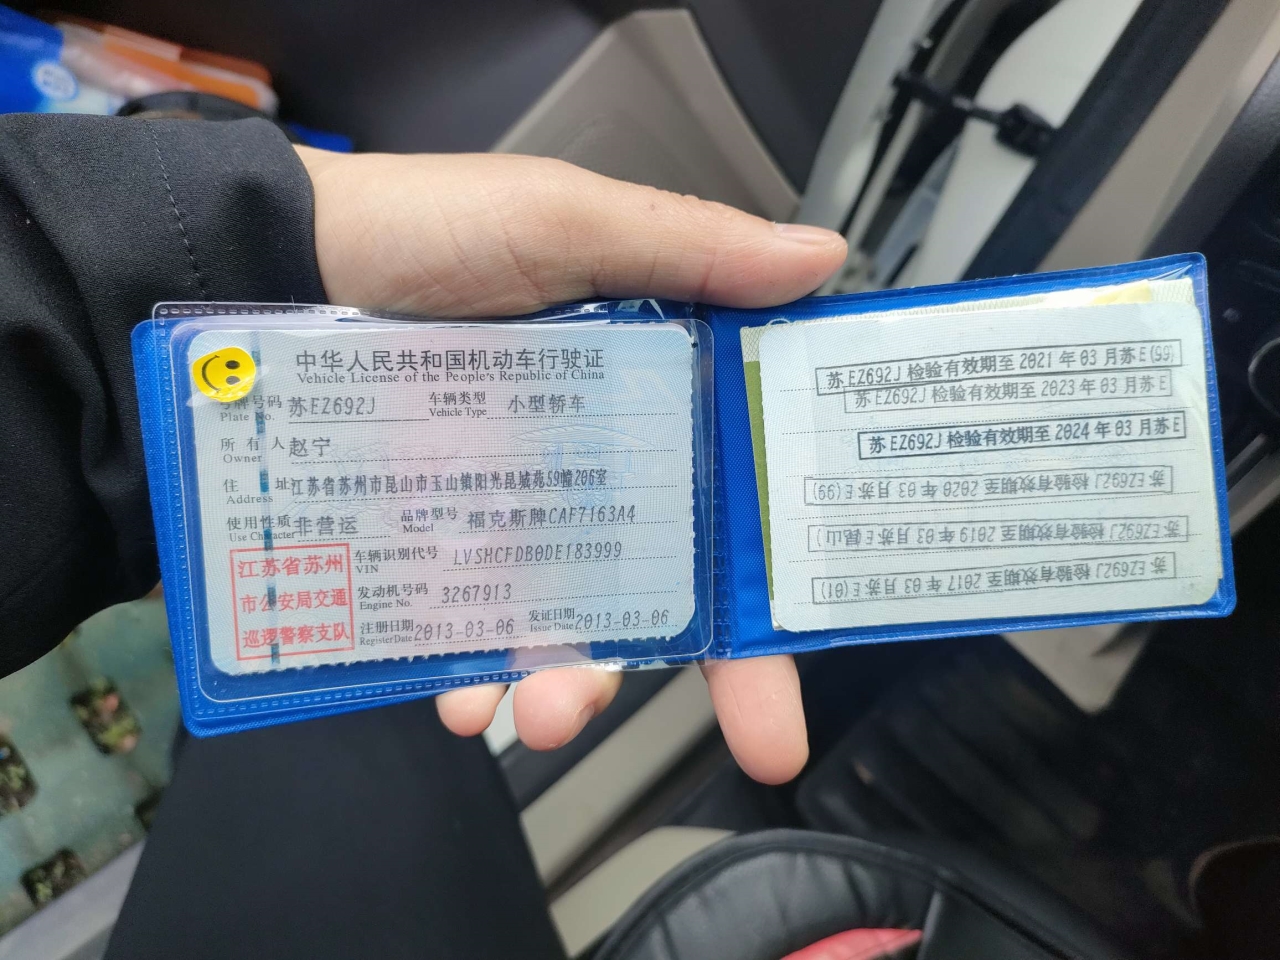 中华人民共和国机动车行驶证
Vehicle License of the People's Republic of China
号牌号码 苏EZ692J 车辆类型 小型轿车
Plate No. Vehicle Type
所有人 赵宁
Owner
住址 江苏省苏州市昆山市玉山镇阳光昆城苑59幢206室
Address
使用性质 非营运 品牌型号 福克斯牌CAF7163A4
Use Character Model
江苏省苏州
市公安局交通
巡逻警察支队
车辆识别代号 LVSHCFDB0DE183999
VIN
发动机号码 3267913
Engine No.
注册日期 2013-03-06 发证日期 2013-03-06
Register Date Issue Date
苏EZ692J 检验有效期至 2021 年 03 月苏E(99)
苏EZ692J 检验有效期至 2023 年 03 月苏E
苏EZ692J 检验有效期至 2024 年 03 月苏E
苏EZ692J 检验有效期至 2020 年 03 月苏E(99)
苏EZ692J 检验有效期至 2019 年 03 月苏E(昆山)
苏EZ692J 检验有效期至 2017 年 03 月苏E(01)